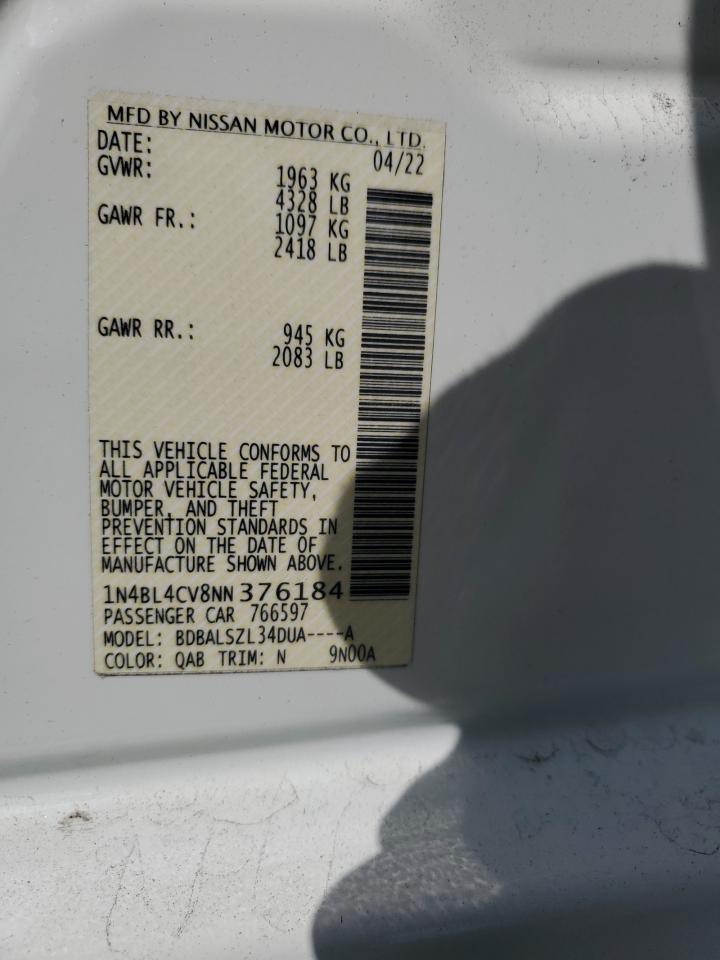 MFD BY NISSAN MOTOR CO., LTD.
DATE: 04/22
GVWR: 1963 KG
4328 LB
GAWR FR.: 1097 KG
2418 LB
GAWR RR.: 945 KG
2083 LB
THIS VEHICLE CONFORMS TO
ALL APPLICABLE FEDERAL
MOTOR VEHICLE SAFETY,
BUMPER, AND THEFT
PREVENTION STANDARDS IN
EFFECT ON THE DATE OF
MANUFACTURE SHOWN ABOVE.
1N4BL4CV8NN376184
PASSENGER CAR 766597
MODEL: BDBALSZL34DUA----A
COLOR: QAB TRIM: N 9N00A